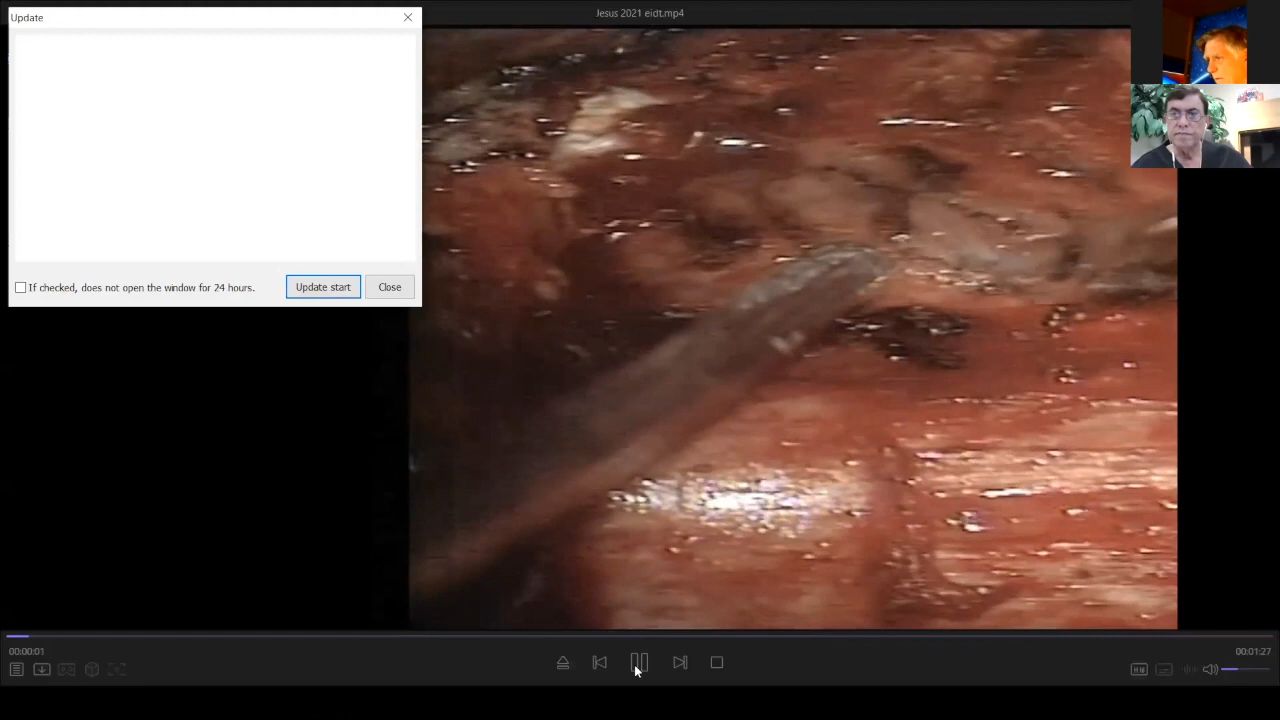 Update
Jesus 2021 eidt.mp4
If checked, does not open the window for 24 hours.
Update start
Close
00:00:01
00:01:27